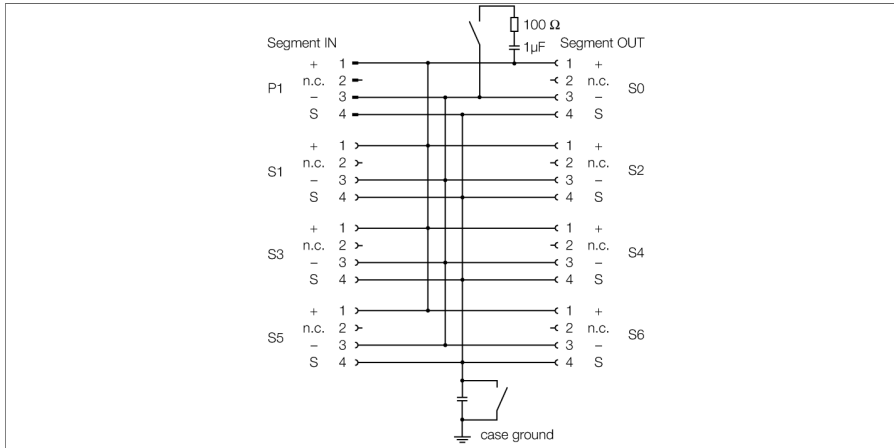 100 Ω
1µF
Segment IN
Segment OUT
P1
+ 1
n.c. 2
– 3
S 4
1 +
2 n.c.
3 –
4 S
S0
S1
+ 1
n.c. 2
– 3
S 4
1 +
2 n.c.
3 –
4 S
S2
S3
+ 1
n.c. 2
– 3
S 4
1 +
2 n.c.
3 –
4 S
S4
S5
+ 1
n.c. 2
– 3
S 4
1 +
2 n.c.
3 –
4 S
S6
case ground